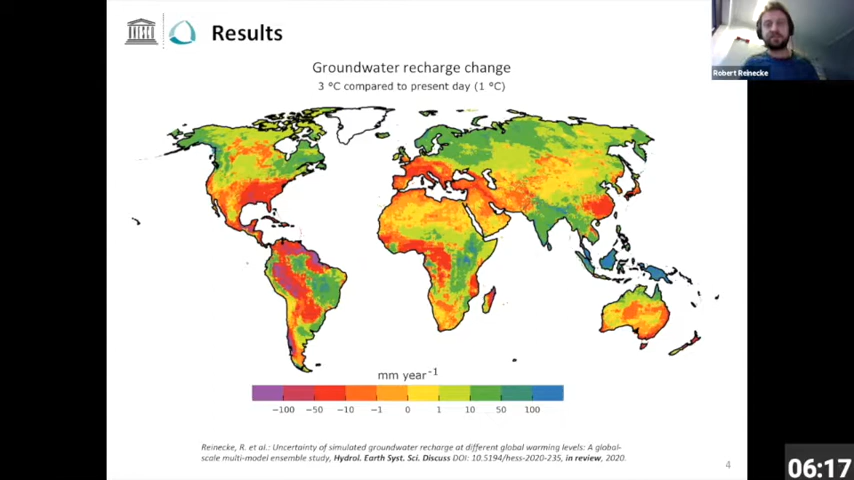 Results
Robert Reinecke
Groundwater recharge change
3 °C compared to present day (1 °C)
mm year⁻¹
−100 −50 −10 −1 0 1 10 50 100
Reinecke, R. et al.: Uncertainty of simulated groundwater recharge at different global warming levels: A global-
scale multi-model ensemble study, Hydrol. Earth Syst. Sci. Discuss DOI: 10.5194/hess-2020-235, in review, 2020.
4
06:17